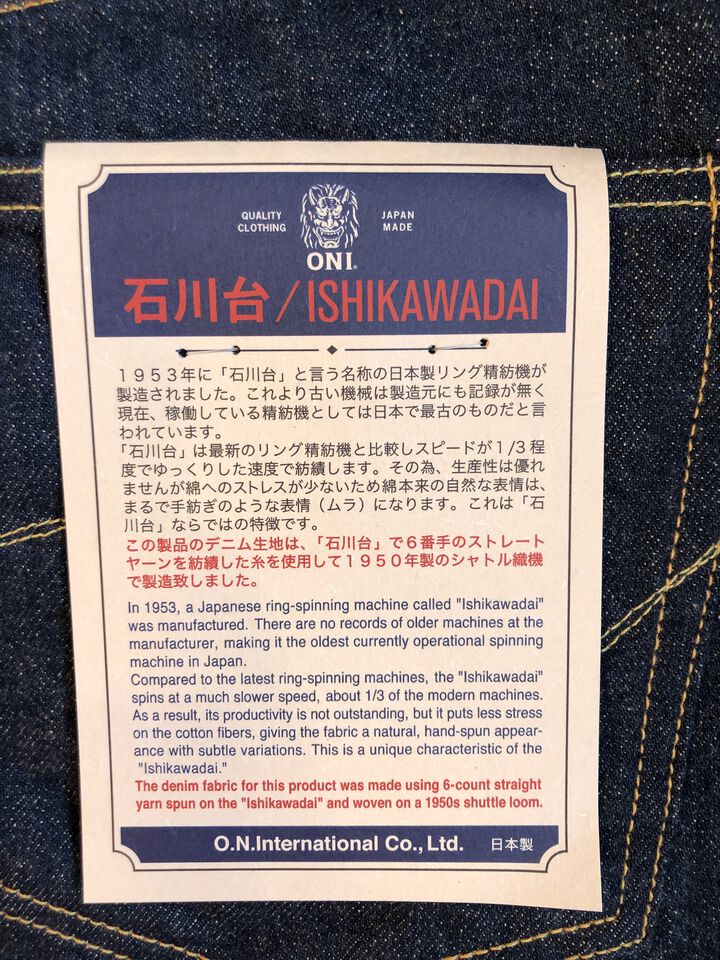 QUALITY CLOTHING
JAPAN MADE
ONI®
石川台/ISHIKAWADAI
１９５３年に「石川台」と言う名称の日本製リング精紡機が
製造されました。これより古い機械は製造元にも記録が無く
現在、稼働している精紡機としては日本で最古のものだと言
われています。
「石川台」は最新のリング精紡機と比較しスピードが１/３程
度でゆっくりした速度で紡績します。その為、生産性は優れ
ませんが綿へのストレスが少ないため綿本来の自然な表情は、
まるで手紡ぎのような表情（ムラ）になります。これは「石
川台」ならではの特徴です。
この製品のデニム生地は、「石川台」で６番手のストレート
ヤーンを紡績した糸を使用して１９５０年製のシャトル織機
で製造致しました。
In 1953, a Japanese ring-spinning machine called "Ishikawadai"
was manufactured. There are no records of older machines at the
manufacturer, making it the oldest currently operational spinning
machine in Japan.
Compared to the latest ring-spinning machines, the "Ishikawadai"
spins at a much slower speed, about 1/3 of the modern machines.
As a result, its productivity is not outstanding, but it puts less stress
on the cotton fibers, giving the fabric a natural, hand-spun appear-
ance with subtle variations. This is a unique characteristic of the
"Ishikawadai."
The denim fabric for this product was made using 6-count straight
yarn spun on the "Ishikawadai" and woven on a 1950s shuttle loom.
O.N.International Co., Ltd. 日本製